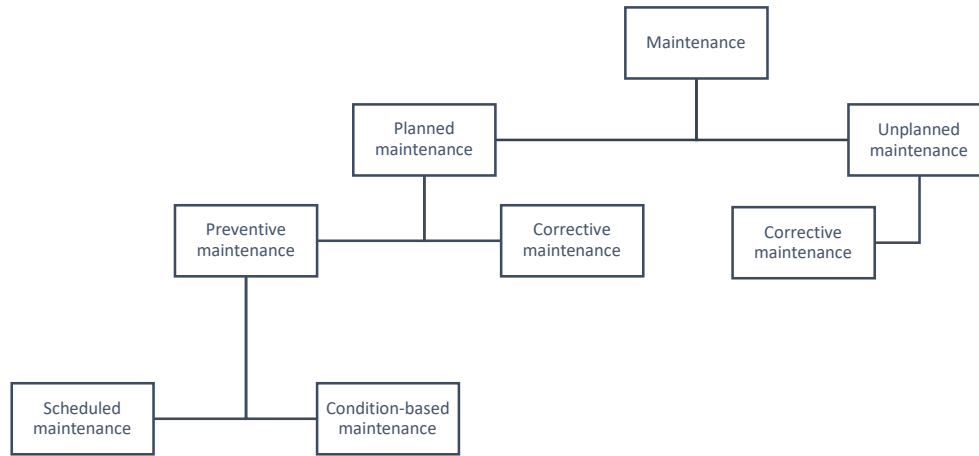 Maintenance
Planned
maintenance
Unplanned
maintenance
Preventive
maintenance
Corrective
maintenance
Corrective
maintenance
Scheduled
maintenance
Condition-based
maintenance